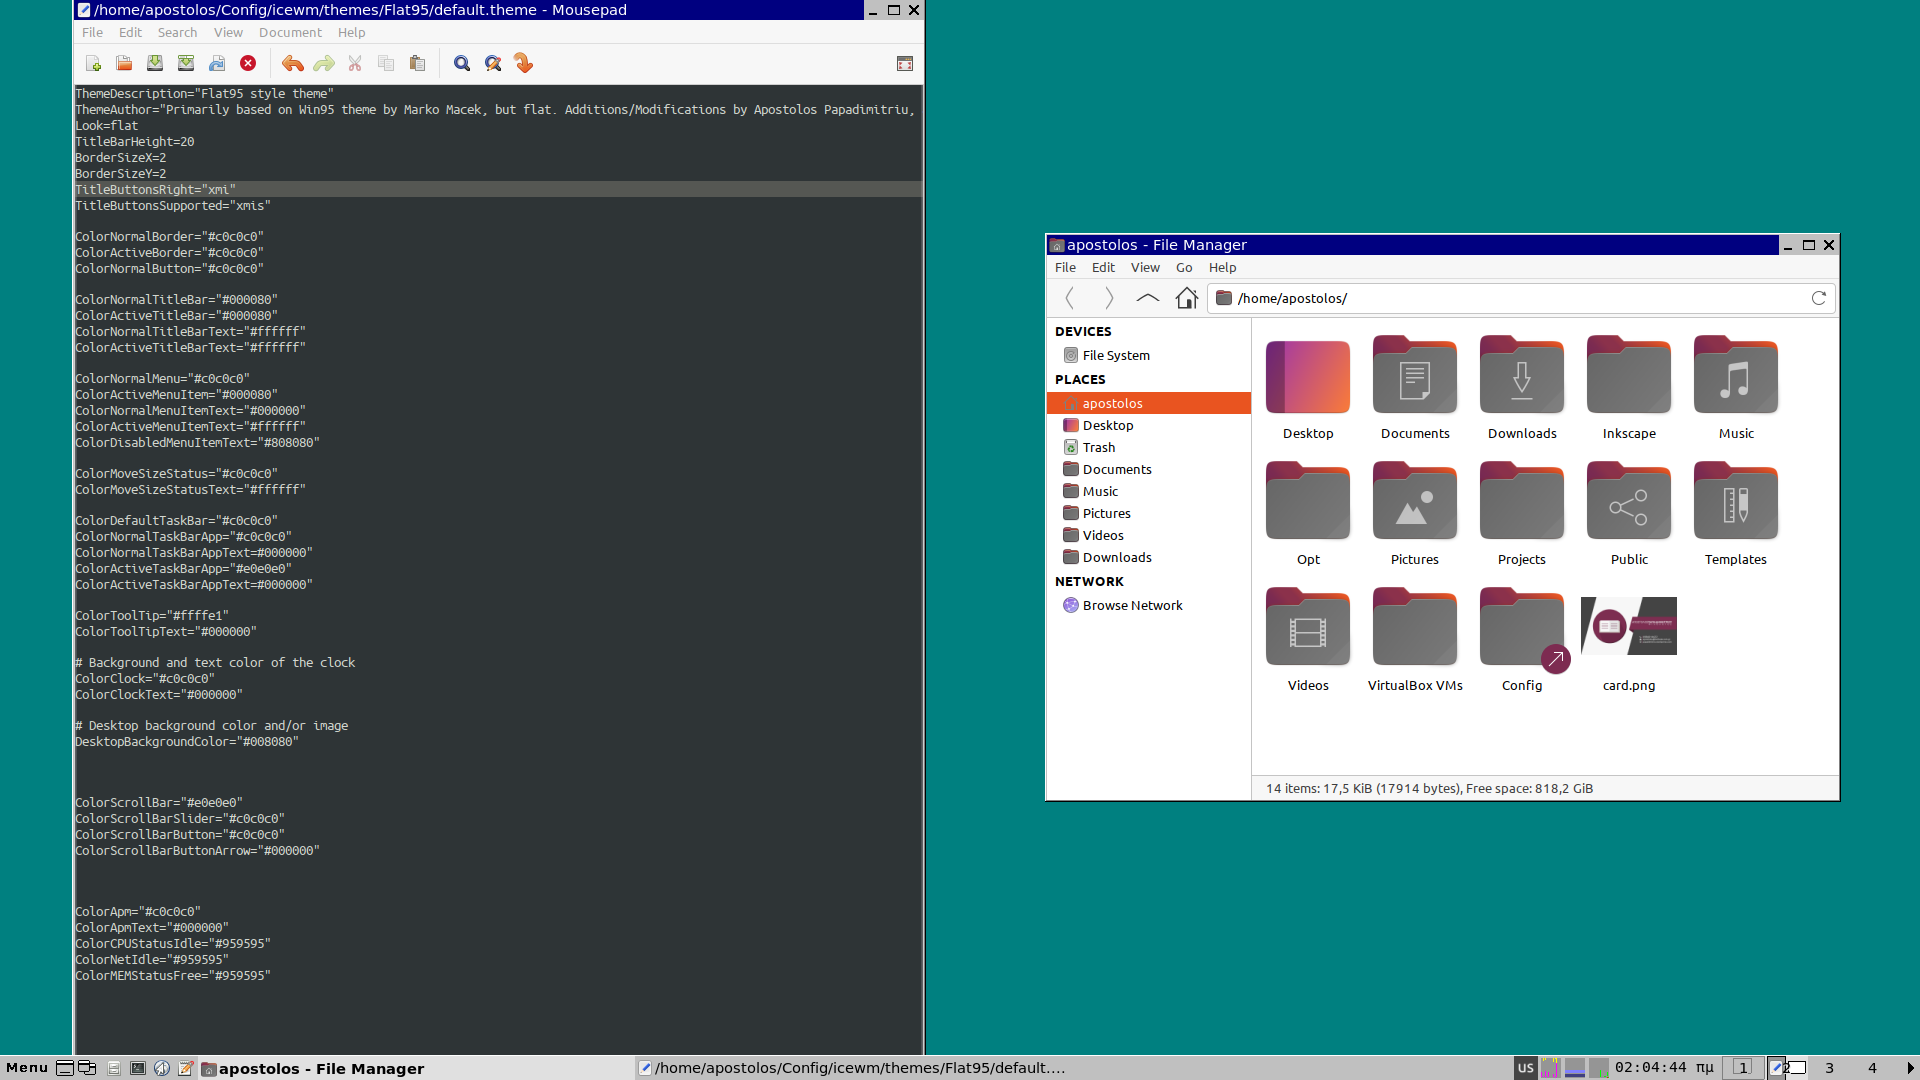 /home/apostolos/Config/icewm/themes/Flat95/default.theme - Mousepad
File Edit Search View Document Help
ThemeDescription="Flat95 style theme"
ThemeAuthor="Primarily based on Win95 theme by Marko Macek, but flat. Additions/Modifications by Apostolos Papadimitriu,
Look=flat
TitleBarHeight=20
BorderSizeX=2
BorderSizeY=2
TitleButtonsRight="xmi"
TitleButtonsSupported="xmis"
ColorNormalBorder="#c0c0c0"
ColorActiveBorder="#c0c0c0"
ColorNormalButton="#c0c0c0"
ColorNormalTitleBar="#000080"
ColorActiveTitleBar="#000080"
ColorNormalTitleBarText="#ffffff"
ColorActiveTitleBarText="#ffffff"
ColorNormalMenu="#c0c0c0"
ColorActiveMenuItem="#000080"
ColorNormalMenuItemText="#000000"
ColorActiveMenuItemText="#ffffff"
ColorDisabledMenuItemText="#808080"
ColorMoveSizeStatus="#c0c0c0"
ColorMoveSizeStatusText="#ffffff"
ColorDefaultTaskBar="#c0c0c0"
ColorNormalTaskBarApp="#c0c0c0"
ColorNormalTaskBarAppText=#000000"
ColorActiveTaskBarApp="#e0e0e0"
ColorActiveTaskBarAppText=#000000"
ColorToolTip="#ffffe1"
ColorToolTipText="#000000"
# Background and text color of the clock
ColorClock="#c0c0c0"
ColorClockText="#000000"
# Desktop background color and/or image
DesktopBackgroundColor="#008080"
ColorScrollBar="#e0e0e0"
ColorScrollBarSlider="#c0c0c0"
ColorScrollBarButton="#c0c0c0"
ColorScrollBarButtonArrow="#000000"
ColorApm="#c0c0c0"
ColorApmText="#000000"
ColorCPUStatusIdle="#959595"
ColorNetIdle="#959595"
ColorMEMStatusFree="#959595"
apostolos - File Manager
File Edit View Go Help
/home/apostolos/
DEVICES
File System
PLACES
apostolos
Desktop
Trash
Documents
Music
Pictures
Videos
Downloads
NETWORK
Browse Network
Desktop Documents Downloads Inkscape Music
Opt Pictures Projects Public Templates
Videos VirtualBox VMs Config card.png
14 items: 17,5 KiB (17914 bytes), Free space: 818,2 GiB
Menu apostolos - File Manager /home/apostolos/Config/icewm/themes/Flat95/default.... US 02:04:44 πμ 1 2 3 4